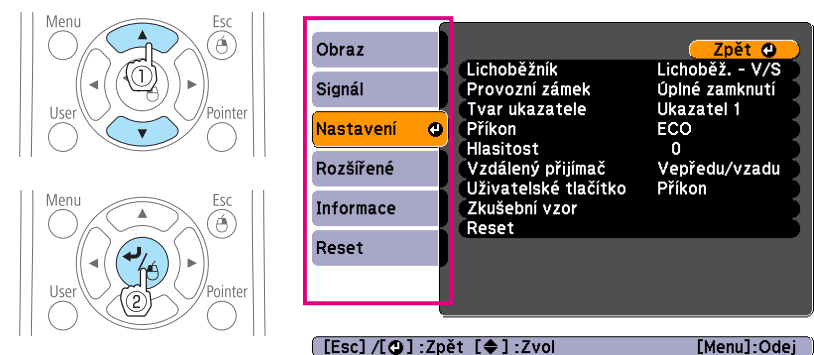 Menu
Esc
1
User
Pointer
Menu
Esc
User
2
Pointer
Obraz
Signál
Nastavení
Rozšířené
Informace
Reset
Zpět
Lichoběžník Lichoběž. - V/S
Provozní zámek Úplné zamknutí
Tvar ukazatele Ukazatel 1
Příkon ECO
Hlasitost 0
Vzdálený přijímač Vepředu/vzadu
Uživatelské tlačítko Příkon
Zkušební vzor
Reset
[Esc] /[ ] :Zpět [ ] :Zvol [Menu]:Odej